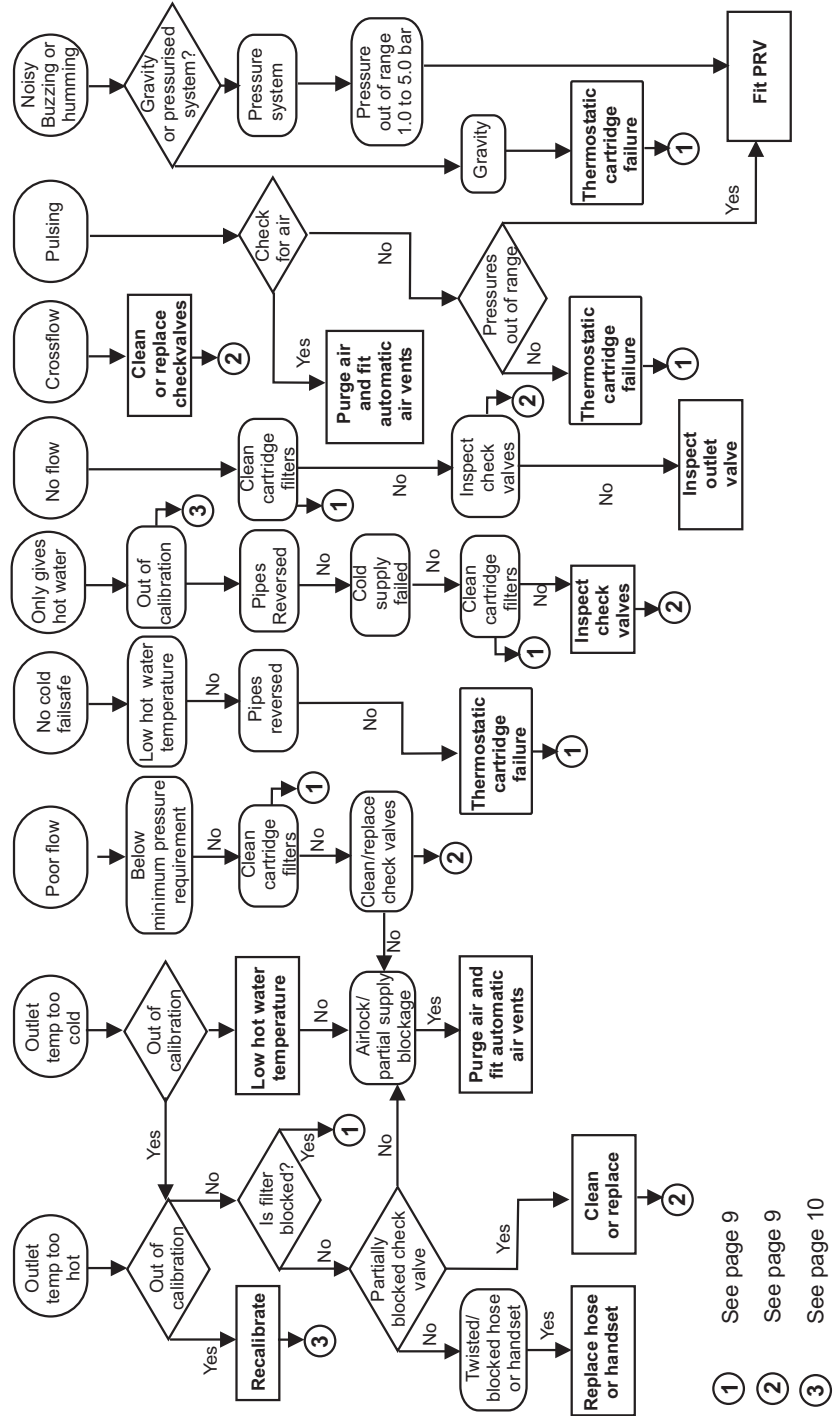 Outlet
temp too
hot
Out of
calibration
Yes
Recalibrate
3
No
Is filter
blocked?
Yes
1
No
Partially
blocked check
valve
No
Twisted/
blocked hose
or handset
Yes
Replace hose
or handset
Yes
Clean
or replace
2
No
Outlet
temp too
cold
Out of
calibration
Yes
Low hot water
temperature
No
Airlock/
partial supply
blockage
Yes
Purge air and
fit automatic
air vents
Poor flow
Below
minimum pressure
requirement
No
Clean
cartridge
filters
1
No
Clean/replace
check valves
2
No
No cold
failsafe
Low hot water
temperature
No
Pipes
reversed
No
Thermostatic
cartridge
failure
1
Only gives
hot water
Out of
calibration
3
Pipes
Reversed
No
Cold
supply
failed
No
Clean
cartridge
filters
1
No
Inspect
check
valves
2
No flow
Clean
cartridge
filters
1
No
Inspect
check
valves
2
No
Inspect
outlet
valve
Crossflow
Clean
or replace
checkvalves
2
Pulsing
Check
for air
Yes
Purge air
and fit
automatic
air vents
No
Pressures
out of range
No
Thermostatic
cartridge
failure
1
Yes
Noisy
Buzzing or
humming
Gravity
or pressurised
system?
Pressure
system
Pressure
out of range
1.0 to 5.0 bar
Gravity
Thermostatic
cartridge
failure
1
Fit PRV
1 See page 9
2 See page 9
3 See page 10